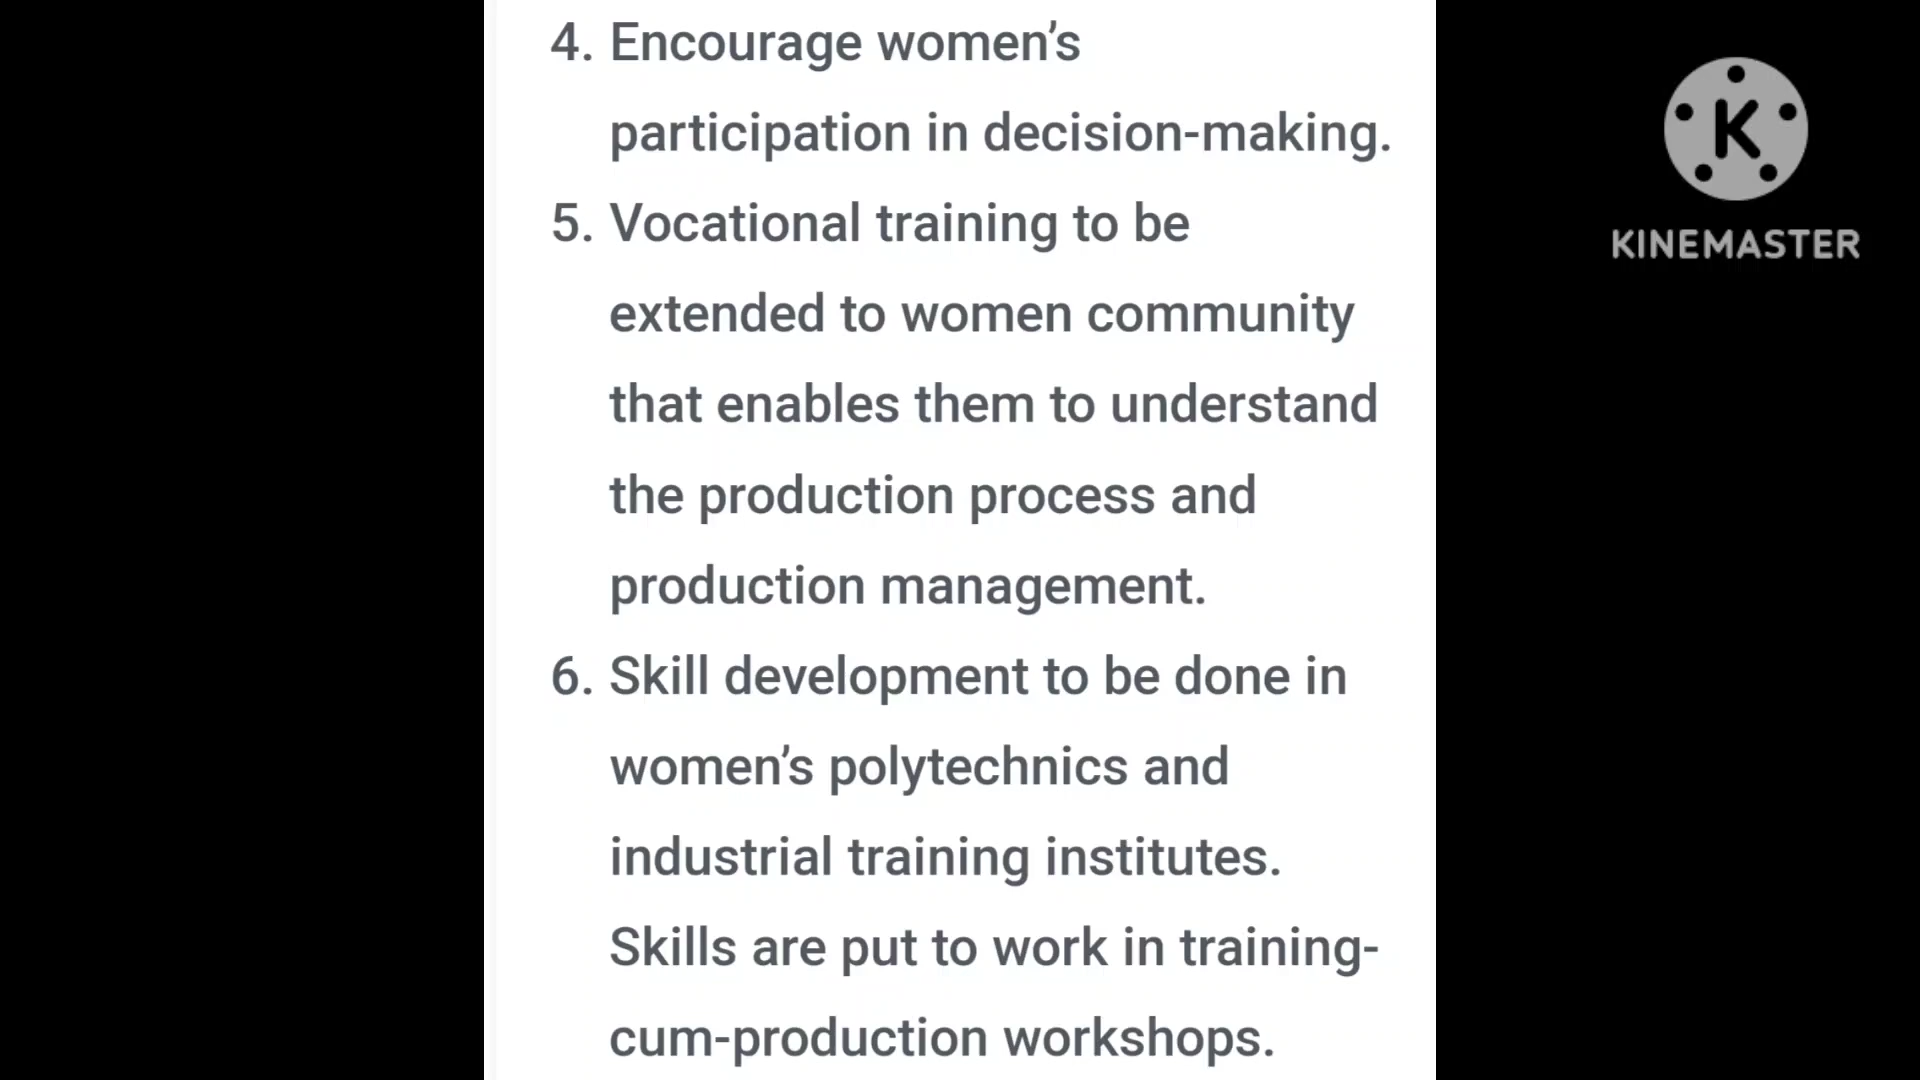 4. Encourage women’s
participation in decision-making.
5. Vocational training to be
extended to women community
that enables them to understand
the production process and
production management.
6. Skill development to be done in
women’s polytechnics and
industrial training institutes.
Skills are put to work in training-
cum-production workshops.
K
KINEMASTER